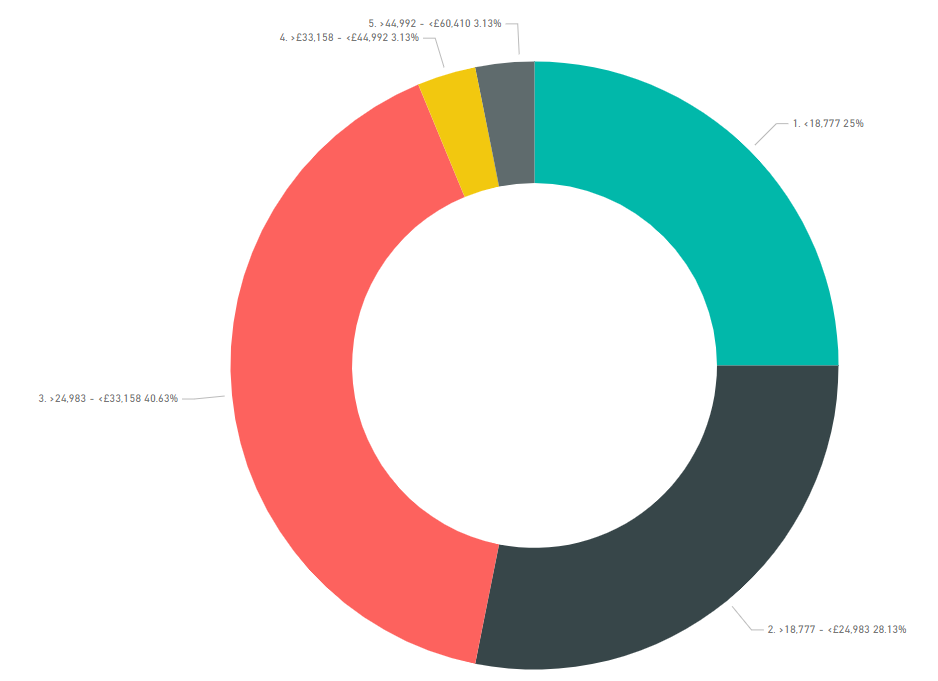 5. >44,992 - <£60,410 3.13%
4. >£33,158 - <£44,992 3.13%
1. <18,777 25%
3. >24,983 - <£33,158 40.63%
2. >18,777 - <£24,983 28.13%